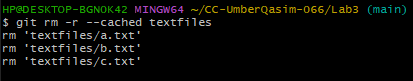 HP@DESKTOP-BGNOK42 MINGW64 ~/CC-UmberQasim-066/Lab3 (main)
$ git rm -r --cached textfiles
rm 'textfiles/a.txt'
rm 'textfiles/b.txt'
rm 'textfiles/c.txt'